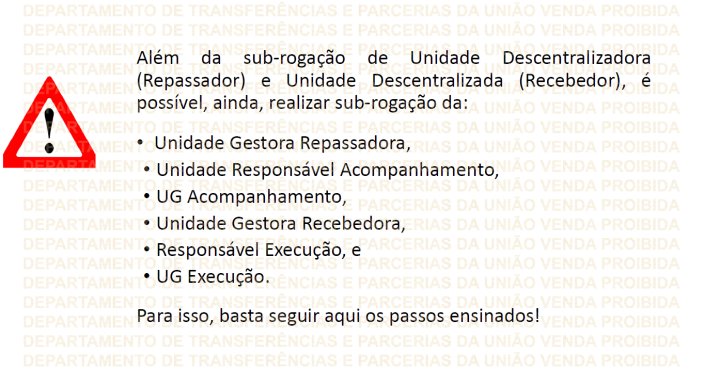 Além da sub-rogação de Unidade Descentralizadora
(Repassador) e Unidade Descentralizada (Recebedor), é
possível, ainda, realizar sub-rogação da:
• Unidade Gestora Repassadora,
• Unidade Responsável Acompanhamento,
• UG Acompanhamento,
• Unidade Gestora Recebedora,
• Responsável Execução, e
• UG Execução.
Para isso, basta seguir aqui os passos ensinados!
DEPARTAMENTO DE TRANSFERÊNCIAS E PARCERIAS DA UNIÃO VENDA PROIBIDA